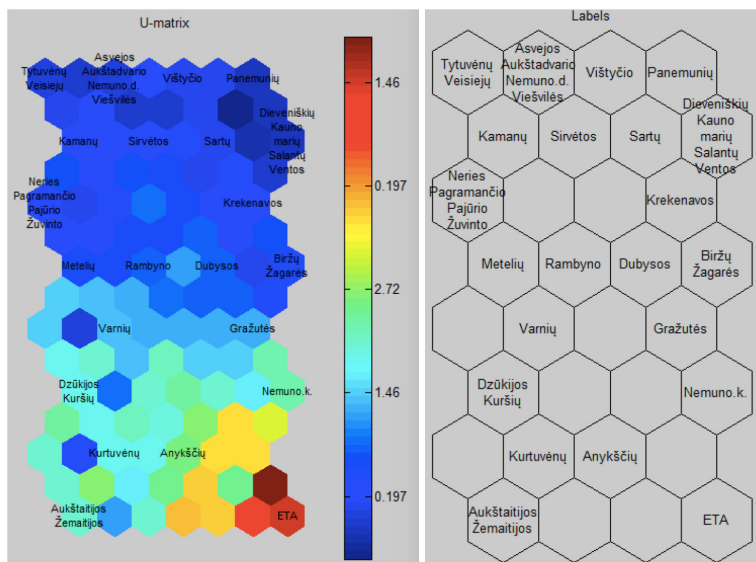 U-matrix
Tytuvėnų
Veisiejų
Asvejos
Aukštadvario
Nemuno.d.
Viešvilės
Vištyčio
Panemunių
Dieveniškių
Kauno
marių
Salantų
Ventos
Kamanų
Sirvėtos
Sartų
Neries
Pagramančio
Pajūrio
Žuvinto
Krekenavos
Metelių
Rambyno
Dubysos
Biržų
Žagarės
Varnių
Gražutės
Dzūkijos
Kuršių
Nemuno.k.
Kurtuvėnų
Anykščių
Aukštaitijos
Žemaitijos
ETA
1.46
0.197
2.72
1.46
0.197
Labels
Tytuvėnų
Veisiejų
Asvejos
Aukštadvario
Nemuno.d.
Viešvilės
Vištyčio
Panemunių
Dieveniškių
Kauno
marių
Salantų
Ventos
Kamanų
Sirvėtos
Sartų
Neries
Pagramančio
Pajūrio
Žuvinto
Krekenavos
Metelių
Rambyno
Dubysos
Biržų
Žagarės
Varnių
Gražutės
Dzūkijos
Kuršių
Nemuno.k.
Kurtuvėnų
Anykščių
Aukštaitijos
Žemaitijos
ETA